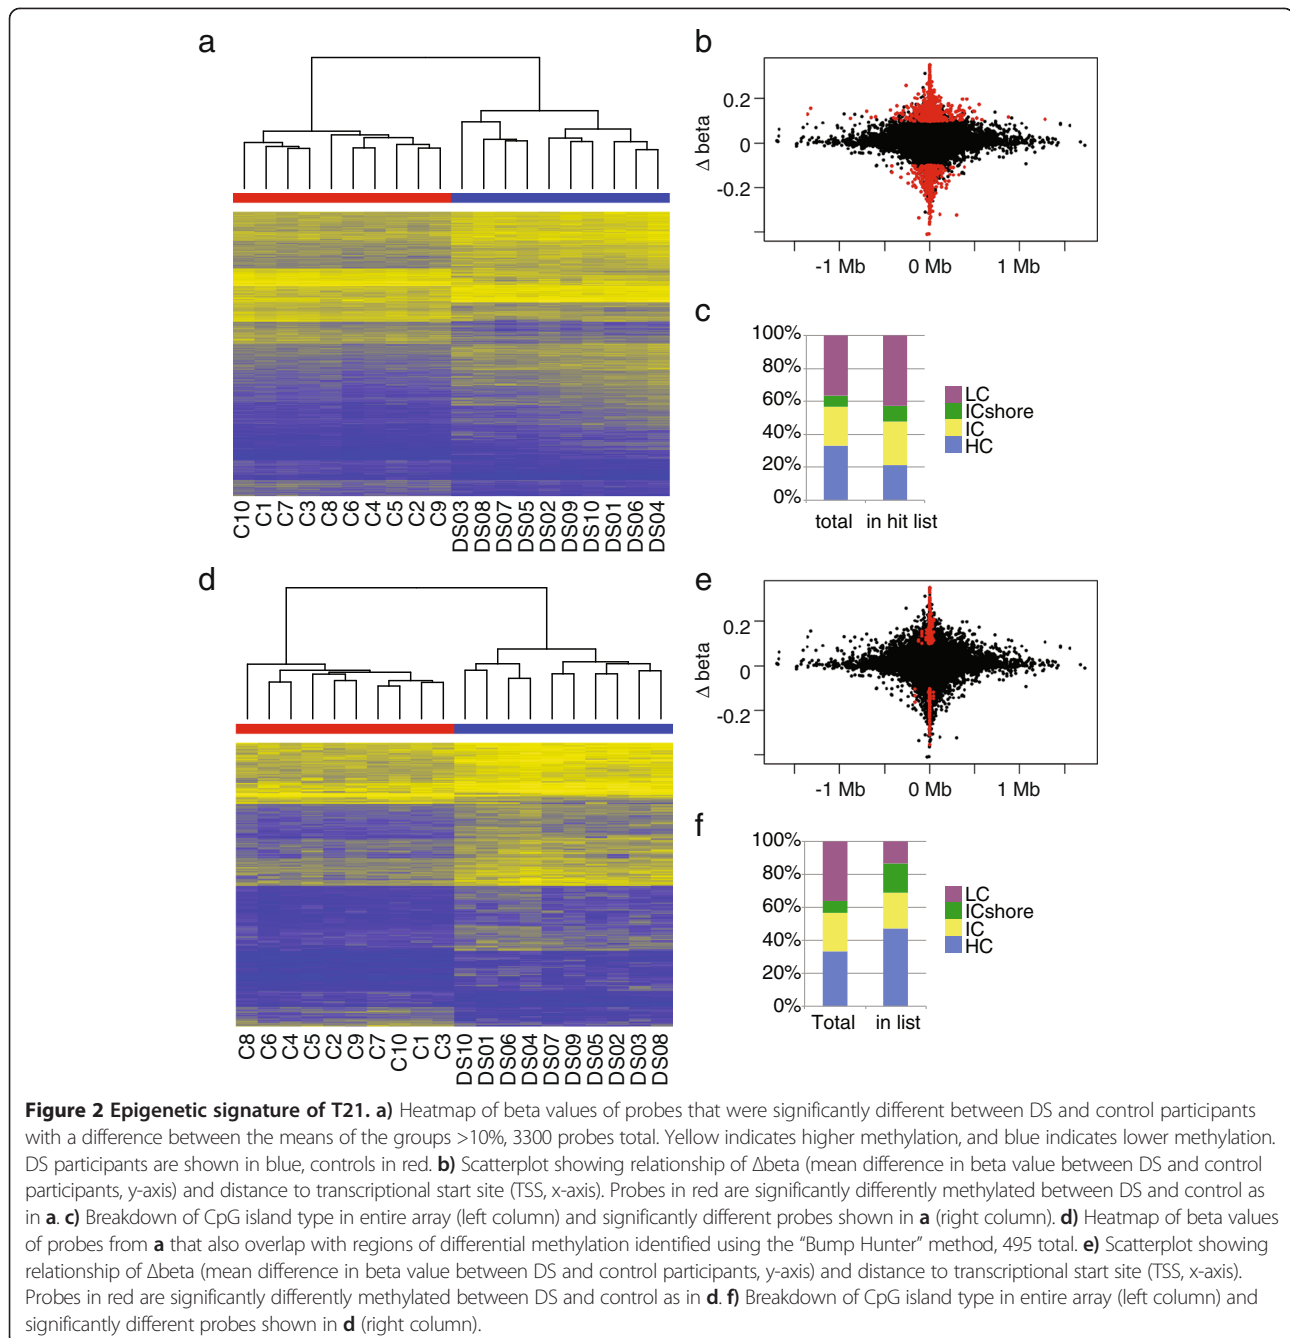 a
C10 C1 C7 C3 C8 C6 C4 C5 C2 C9 DS03 DS08 DS07 DS05 DS02 DS09 DS10 DS01 DS06 DS04
b
Δ beta
0.2
0
-0.2
-1 Mb 0 Mb 1 Mb
c
100%
80%
60%
40%
20%
0%
total in hit list
LC
ICshore
IC
HC
d
C8 C6 C4 C5 C2 C9 C7 C10 C1 C3 DS10 DS01 DS06 DS04 DS07 DS09 DS05 DS02 DS03 DS08
e
Δ beta
0.2
0
-0.2
-1 Mb 0 Mb 1 Mb
f
100%
80%
60%
40%
20%
0%
Total in list
LC
ICshore
IC
HC
Figure 2 Epigenetic signature of T21. a) Heatmap of beta values of probes that were significantly different between DS and control participants
with a difference between the means of the groups >10%, 3300 probes total. Yellow indicates higher methylation, and blue indicates lower methylation.
DS participants are shown in blue, controls in red. b) Scatterplot showing relationship of Δbeta (mean difference in beta value between DS and control
participants, y-axis) and distance to transcriptional start site (TSS, x-axis). Probes in red are significantly differently methylated between DS and control as
in a. c) Breakdown of CpG island type in entire array (left column) and significantly different probes shown in a (right column). d) Heatmap of beta values
of probes from a that also overlap with regions of differential methylation identified using the “Bump Hunter” method, 495 total. e) Scatterplot showing
relationship of Δbeta (mean difference in beta value between DS and control participants, y-axis) and distance to transcriptional start site (TSS, x-axis).
Probes in red are significantly differently methylated between DS and control as in d. f) Breakdown of CpG island type in entire array (left column) and
significantly different probes shown in d (right column).